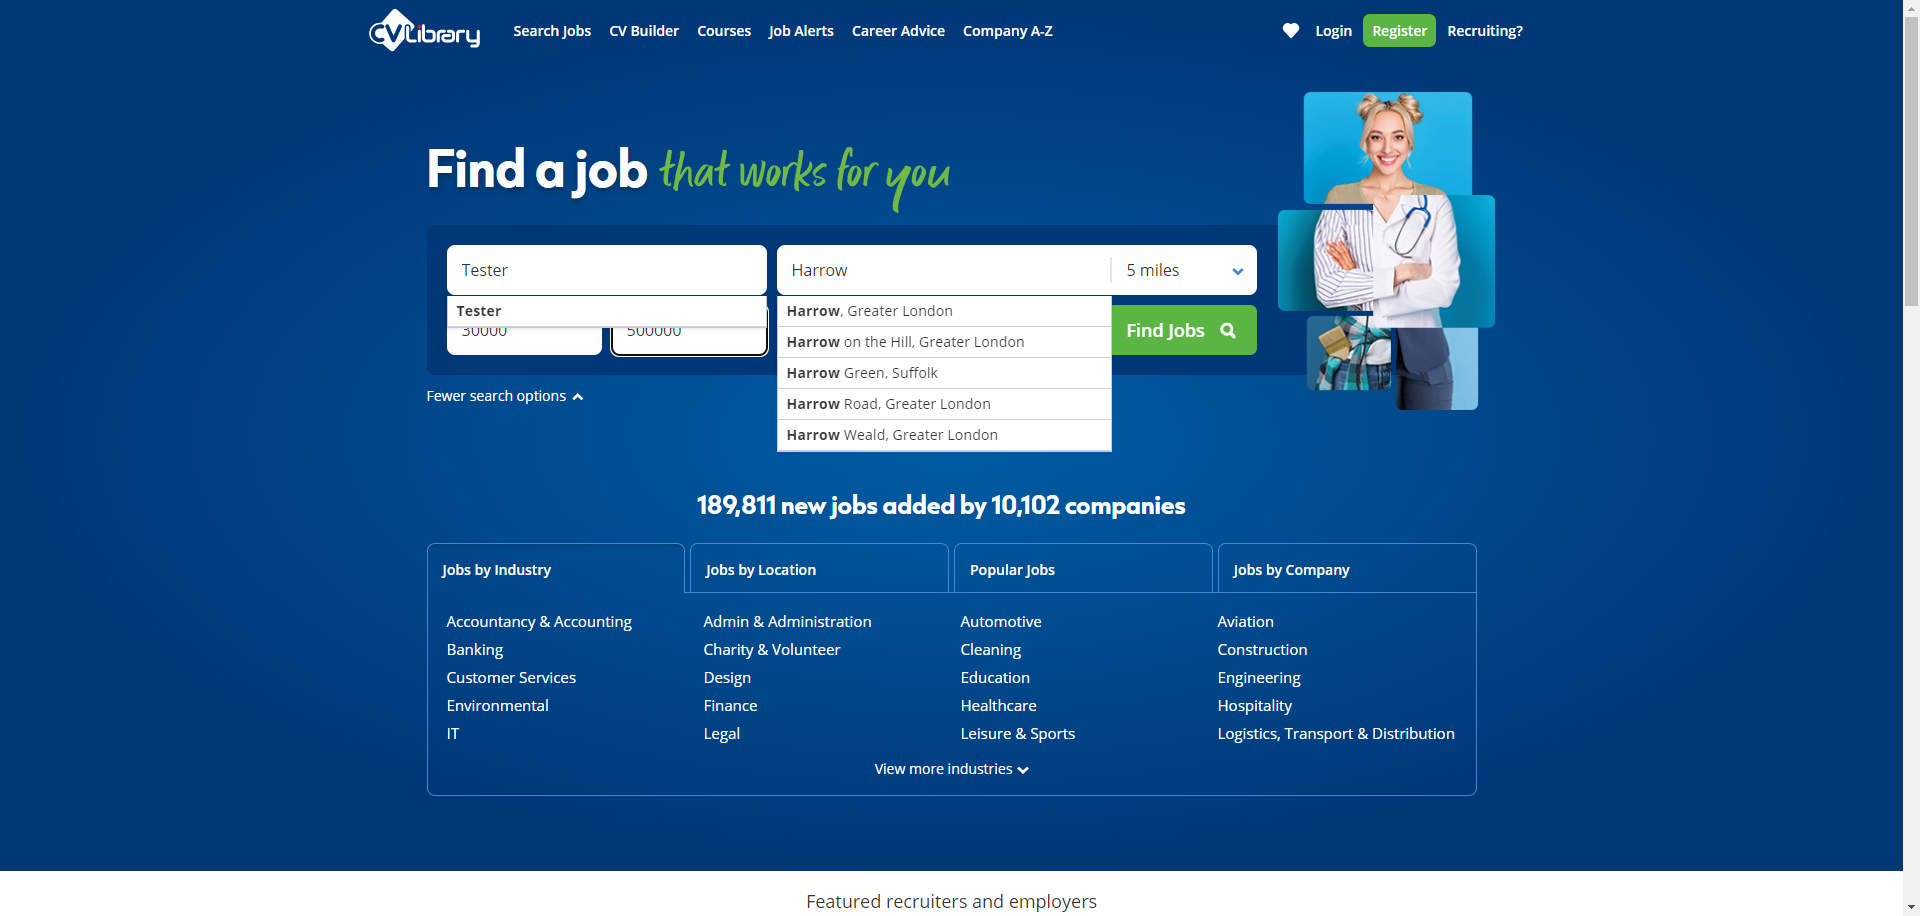 CVLibrary
Search Jobs CV Builder Courses Job Alerts Career Advice Company A-Z Login Register Recruiting?
Find a job that works for you
Tester Harrow 5 miles
Tester
30000 500000
Harrow, Greater London
Harrow on the Hill, Greater London
Harrow Green, Suffolk
Harrow Road, Greater London
Harrow Weald, Greater London
Find Jobs
Fewer search options
189,811 new jobs added by 10,102 companies
Jobs by Industry Jobs by Location Popular Jobs Jobs by Company
Accountancy & Accounting Admin & Administration Automotive Aviation
Banking Charity & Volunteer Cleaning Construction
Customer Services Design Education Engineering
Environmental Finance Healthcare Hospitality
IT Legal Leisure & Sports Logistics, Transport & Distribution
View more industries
Featured recruiters and employers